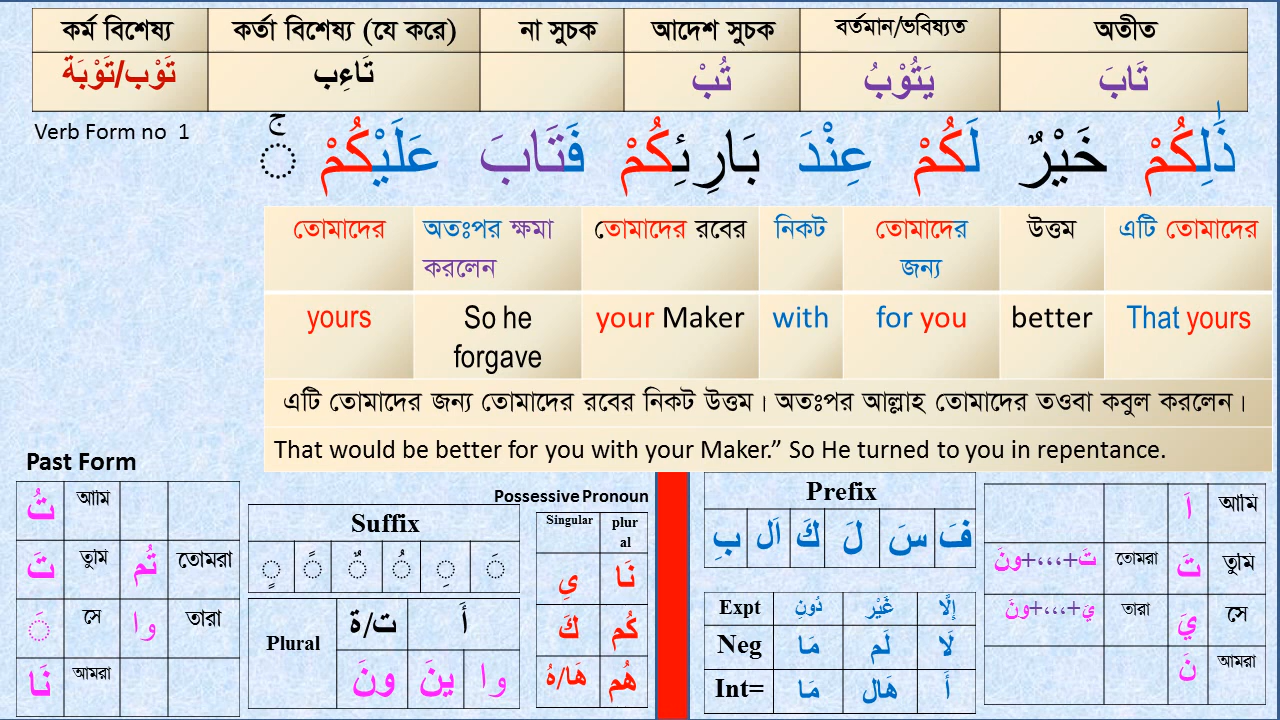 কর্ম বিশেষ্য কর্তা বিশেষ্য (যে করে) না সুচক আদেশ সুচক বর্তমান/ভবিষ্যত অতীত
تَوْب/تَوْبَة تَاءِب تُبْ يَتُوْبُ تَابَ
Verb Form no 1
ذَٰلِكُمْ خَيْرٌ لَكُمْ عِنْدَ بَارِئِكُمْ فَتَابَ عَلَيْكُمْ ۚ
তোমাদের অতঃপর ক্ষমা করলেন তোমাদের রবের নিকট তোমাদের জন্য উত্তম এটি তোমাদের
yours So he forgave your Maker with for you better That yours
এটি তোমাদের জন্য তোমাদের রবের নিকট উত্তম। অতঃপর আল্লাহ তোমাদের তওবা কবুল করলেন।
That would be better for you with your Maker.” So He turned to you in repentance.
Past Form
تُ আমি
تَ তুমি تُم তোমরা
َ সে وا তারা
نَا আমরা
Suffix
ٍ ً ٌ ُ ِ َ
Plural ت/ة أ
ونَ ينَ وا
Possessive Pronoun
Singular plur
al
ي نَا
كَ كُم
هَا/هُ هُم
Prefix
بِ اَل كَ لَ سَ فَ
Expt دُونِ غَيْر إِلَّا
Neg مَا لَم لَا
Int= مَا هَال أَ
اَ আমি
تَ+،،،+ونَ তোমরা تَ তুমি
يَ+،،،+ونَ তারা يَ সে
نَ আমরা